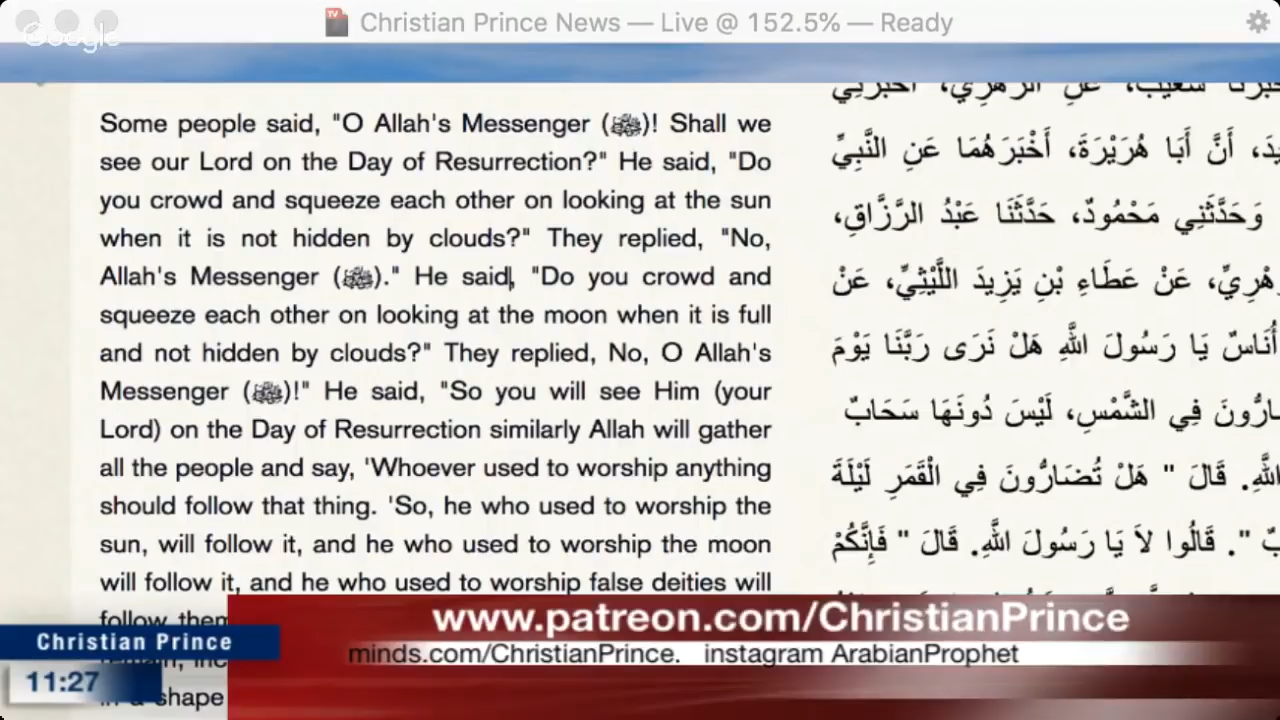 Christian Prince News — Live @ 152.5% — Ready
Google
Some people said, "O Allah's Messenger (ﷺ)! Shall we
see our Lord on the Day of Resurrection?" He said, "Do
you crowd and squeeze each other on looking at the sun
when it is not hidden by clouds?" They replied, "No,
Allah's Messenger (ﷺ)." He said, "Do you crowd and
squeeze each other on looking at the moon when it is full
and not hidden by clouds?" They replied, No, O Allah's
Messenger (ﷺ)!" He said, "So you will see Him (your
Lord) on the Day of Resurrection similarly Allah will gather
all the people and say, 'Whoever used to worship anything
should follow that thing. 'So, he who used to worship the
sun, will follow it, and he who used to worship the moon
will follow it, and he who used to worship false deities will
follow them
in a shape
شعيب، عن الزهري، أخبرني
أَنَّ أَبَا هُرَيْرَةَ، أَخْبَرَهُمَا عَنِ النَّبِيِّ
وَحَدَّثَنِي مَحْمُودٌ، حَدَّثَنَا عَبْدُ الرَّزَّاقِ،
عَنْ عَطَاءِ بْنِ يَزِيدَ اللَّيْثِيِّ، عَنْ
أُنَاسٌ يَا رَسُولَ اللَّهِ هَلْ نَرَى رَبَّنَا يَوْمَ
فِي الشَّمْسِ، لَيْسَ دُونَهَا سَحَابٌ
اللَّهِ. قَالَ " هَلْ تُضَارُّونَ فِي الْقَمَرِ لَيْلَةَ
". قَالُوا لاَ يَا رَسُولَ اللَّهِ. قَالَ " فَإِنَّكُمْ
www.patreon.com/ChristianPrince
Christian Prince
minds.com/ChristianPrince. instagram ArabianProphet
11:27